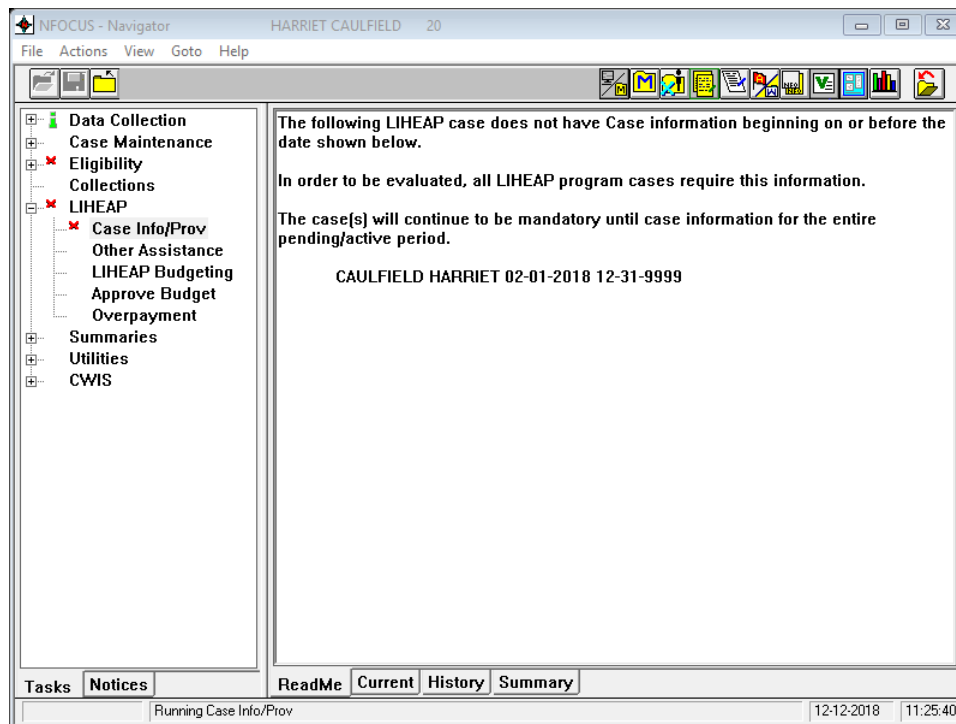 NFOCUS - Navigator HARRIET CAULFIELD 20
File Actions View Goto Help
Data Collection
Case Maintenance
Eligibility
Collections
LIHEAP
Case Info/Prov
Other Assistance
LIHEAP Budgeting
Approve Budget
Overpayment
Summaries
Utilities
CWIS
The following LIHEAP case does not have Case information beginning on or before the
date shown below.
In order to be evaluated, all LIHEAP program cases require this information.
The case(s) will continue to be mandatory until case information for the entire
pending/active period.
CAULFIELD HARRIET 02-01-2018 12-31-9999
Tasks Notices
ReadMe Current History Summary
Running Case Info/Prov 12-12-2018 11:25:40